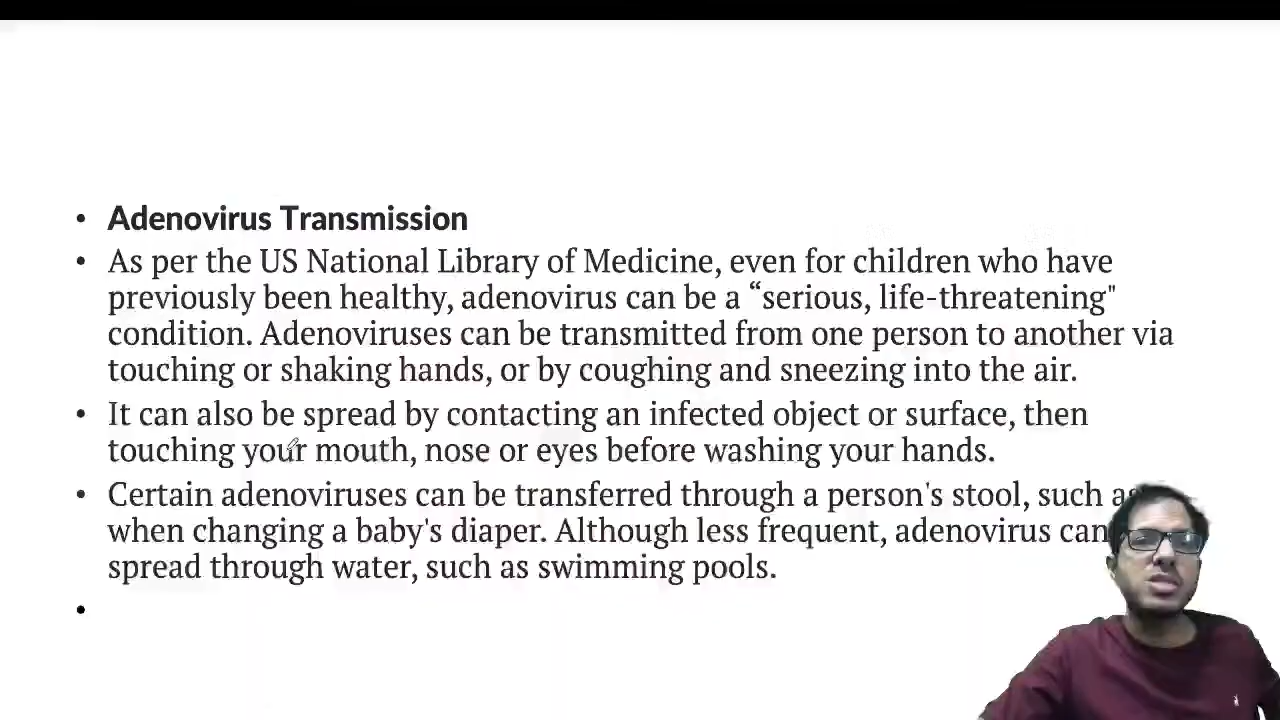 • Adenovirus Transmission
• As per the US National Library of Medicine, even for children who have
previously been healthy, adenovirus can be a “serious, life-threatening"
condition. Adenoviruses can be transmitted from one person to another via
touching or shaking hands, or by coughing and sneezing into the air.
• It can also be spread by contacting an infected object or surface, then
touching your mouth, nose or eyes before washing your hands.
• Certain adenoviruses can be transferred through a person's stool, such as
when changing a baby's diaper. Although less frequent, adenovirus can
spread through water, such as swimming pools.
•